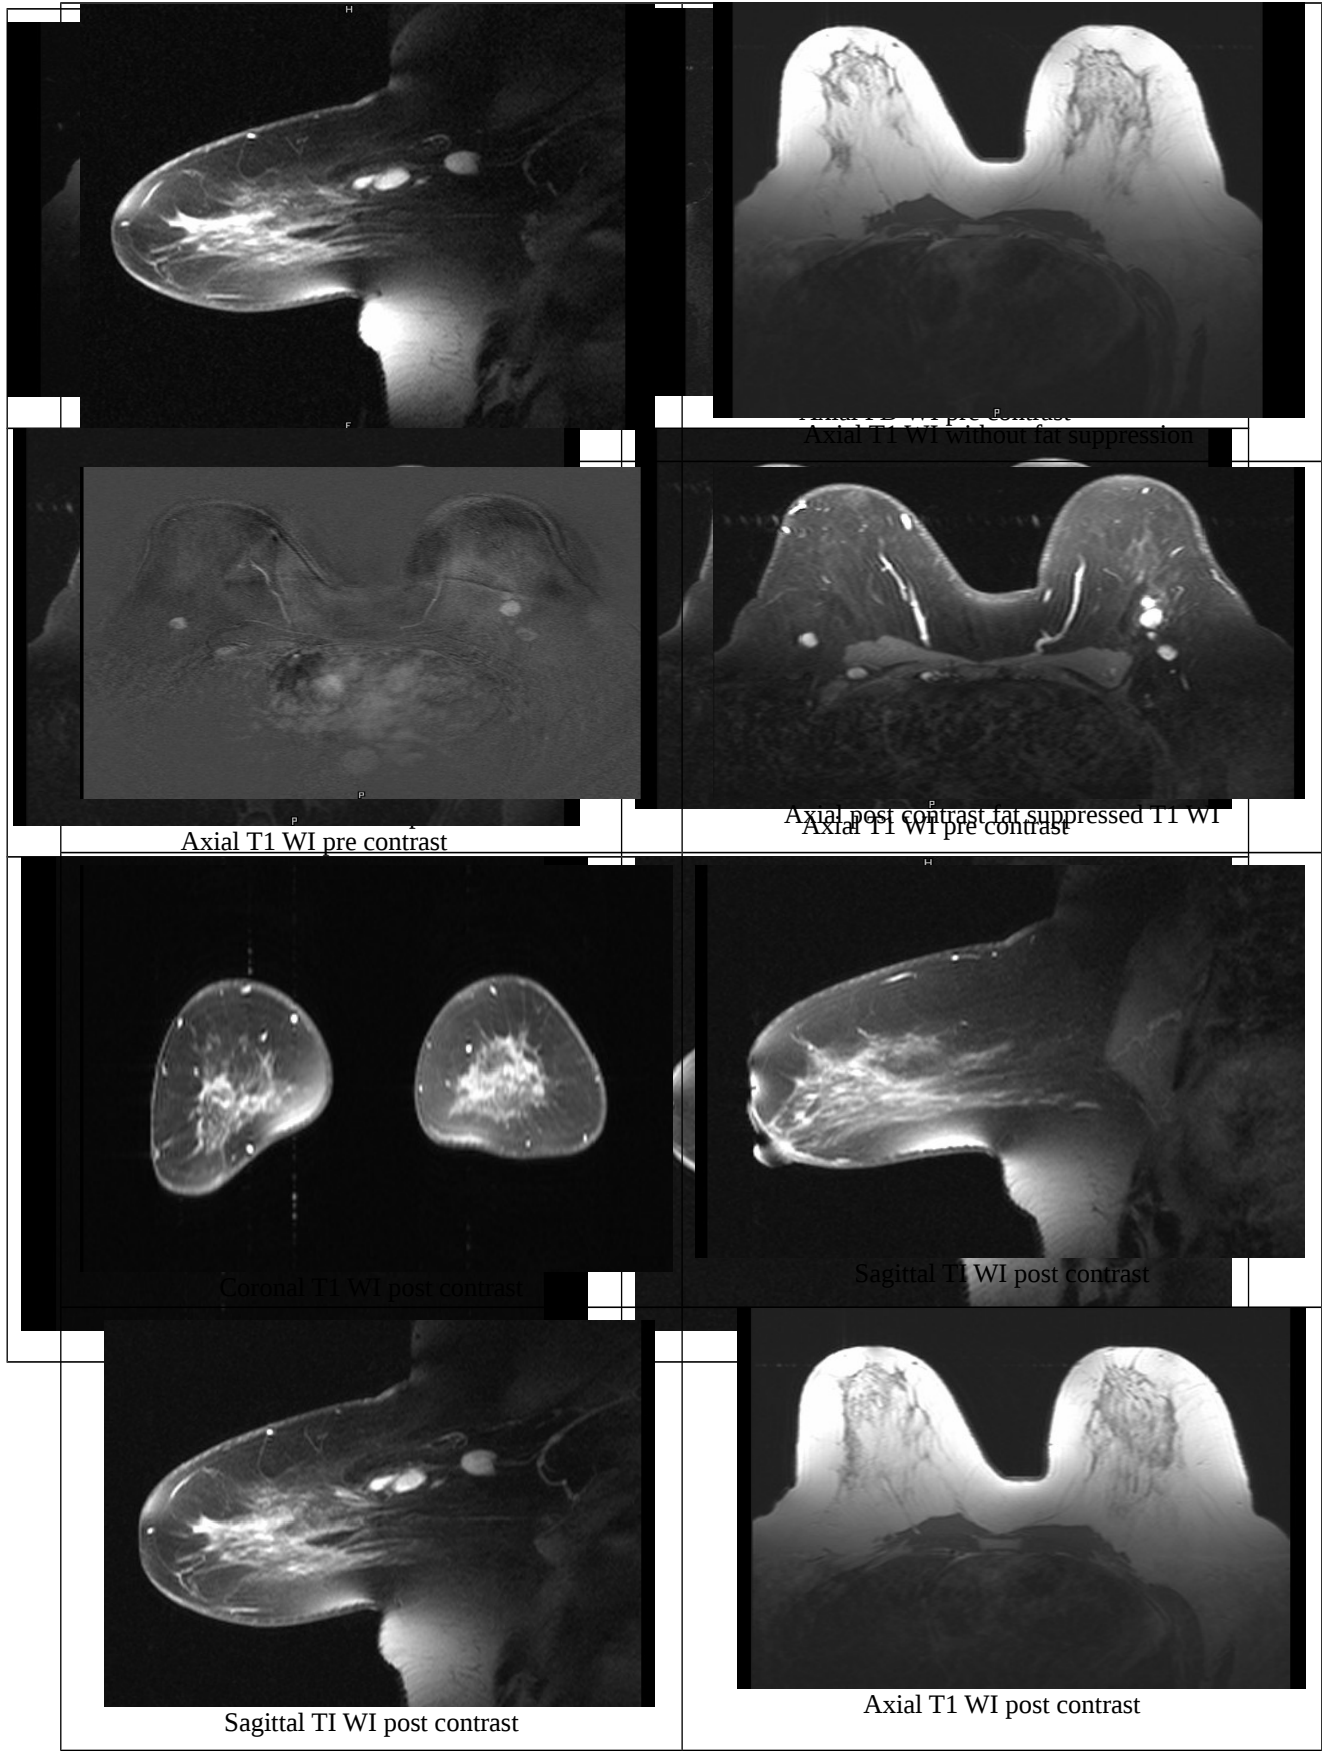 H
P
F
Axial T1 WI without fat suppression
P
P
P
Axial post contrast fat suppressed T1 WI
Axial T1 WI pre contrast
Axial T1 WI pre contrast
H
Coronal T1 WI post contrast
Sagittal TI WI post contrast
Sagittal TI WI post contrast
Axial T1 WI post contrast